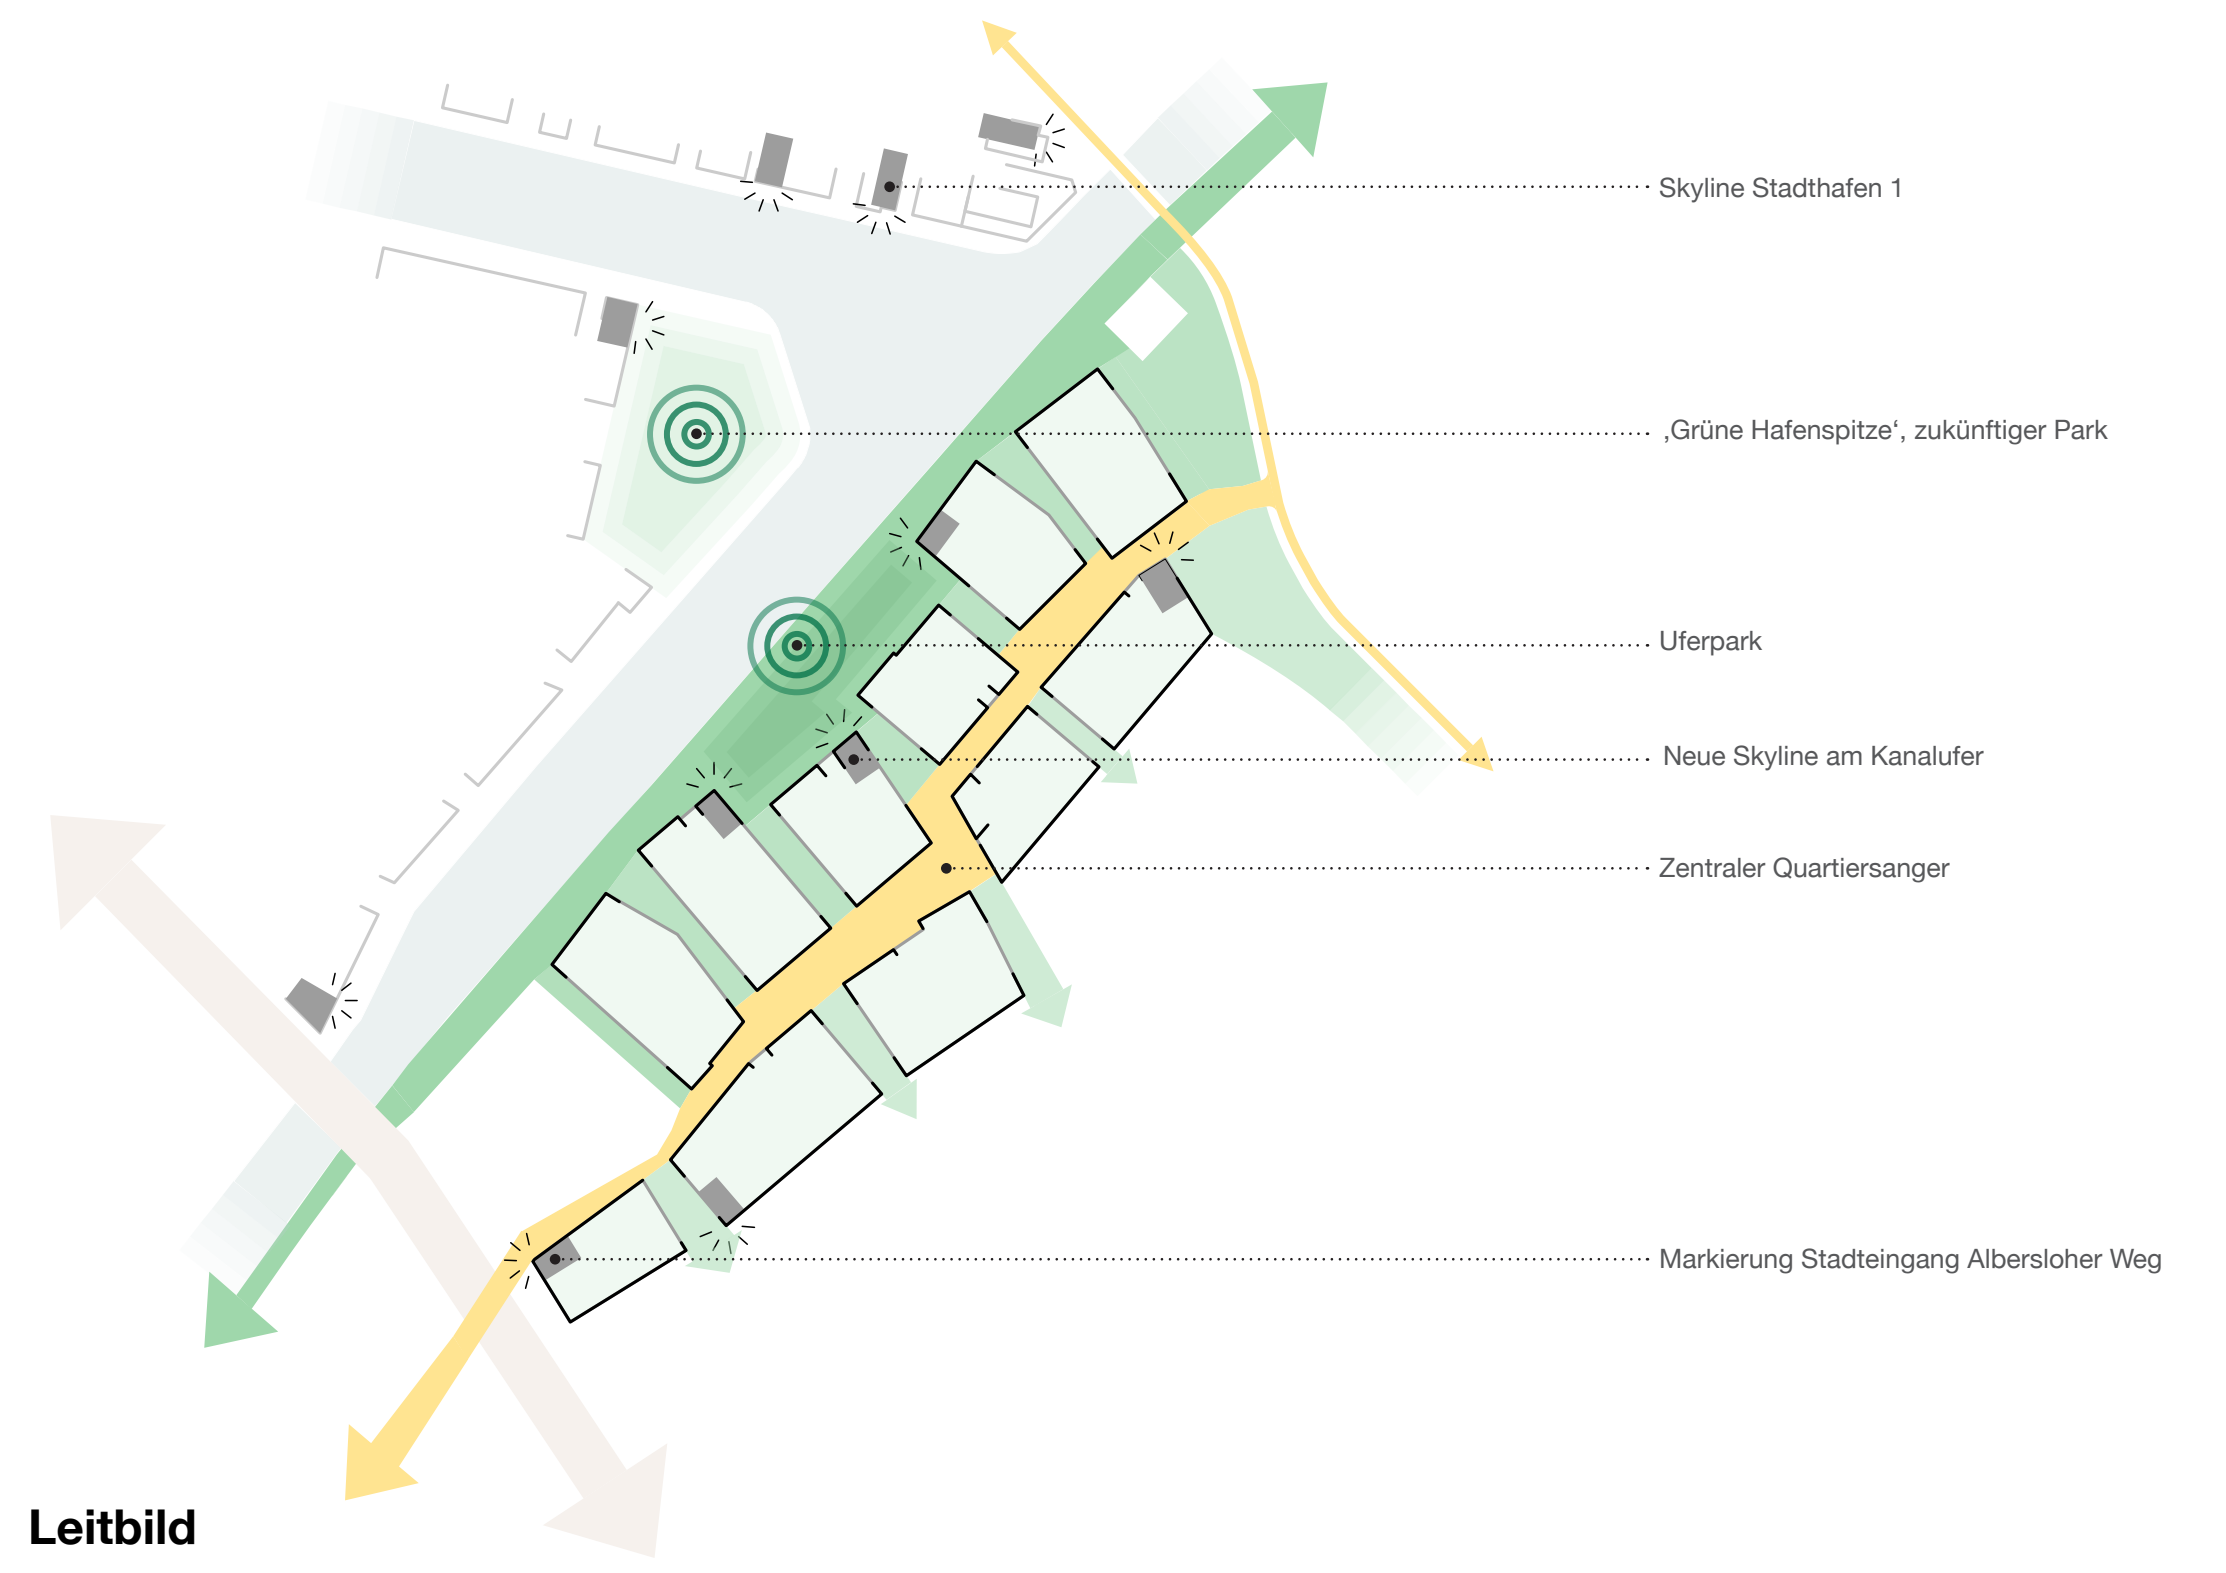 Skyline Stadthafen 1
‚Grüne Hafenspitze‘, zukünftiger Park
Uferpark
Neue Skyline am Kanalufer
Zentraler Quartiersanger
Markierung Stadteingang Albersloher Weg
Leitbild